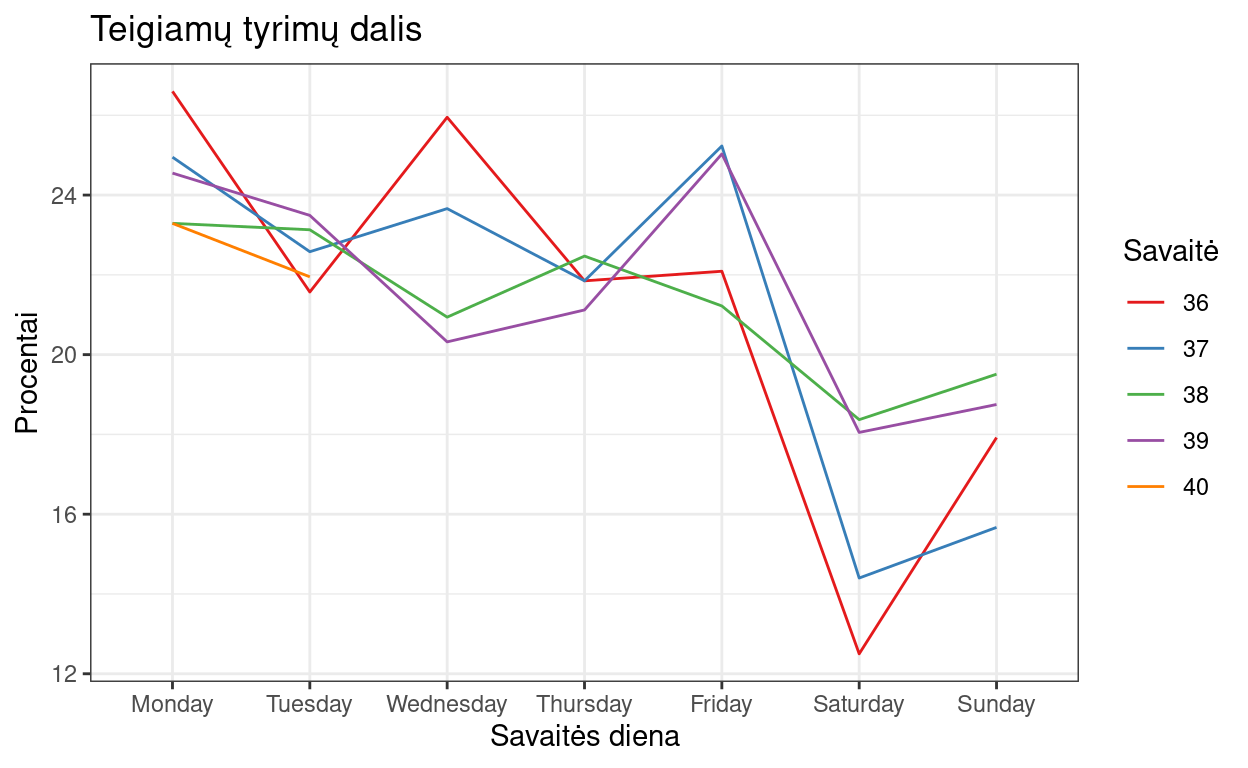 Teigiamų tyrimų dalis
Procentai
24
20
16
12
Monday
Tuesday
Wednesday
Thursday
Friday
Saturday
Sunday
Savaitės diena
Savaitė
36
37
38
39
40